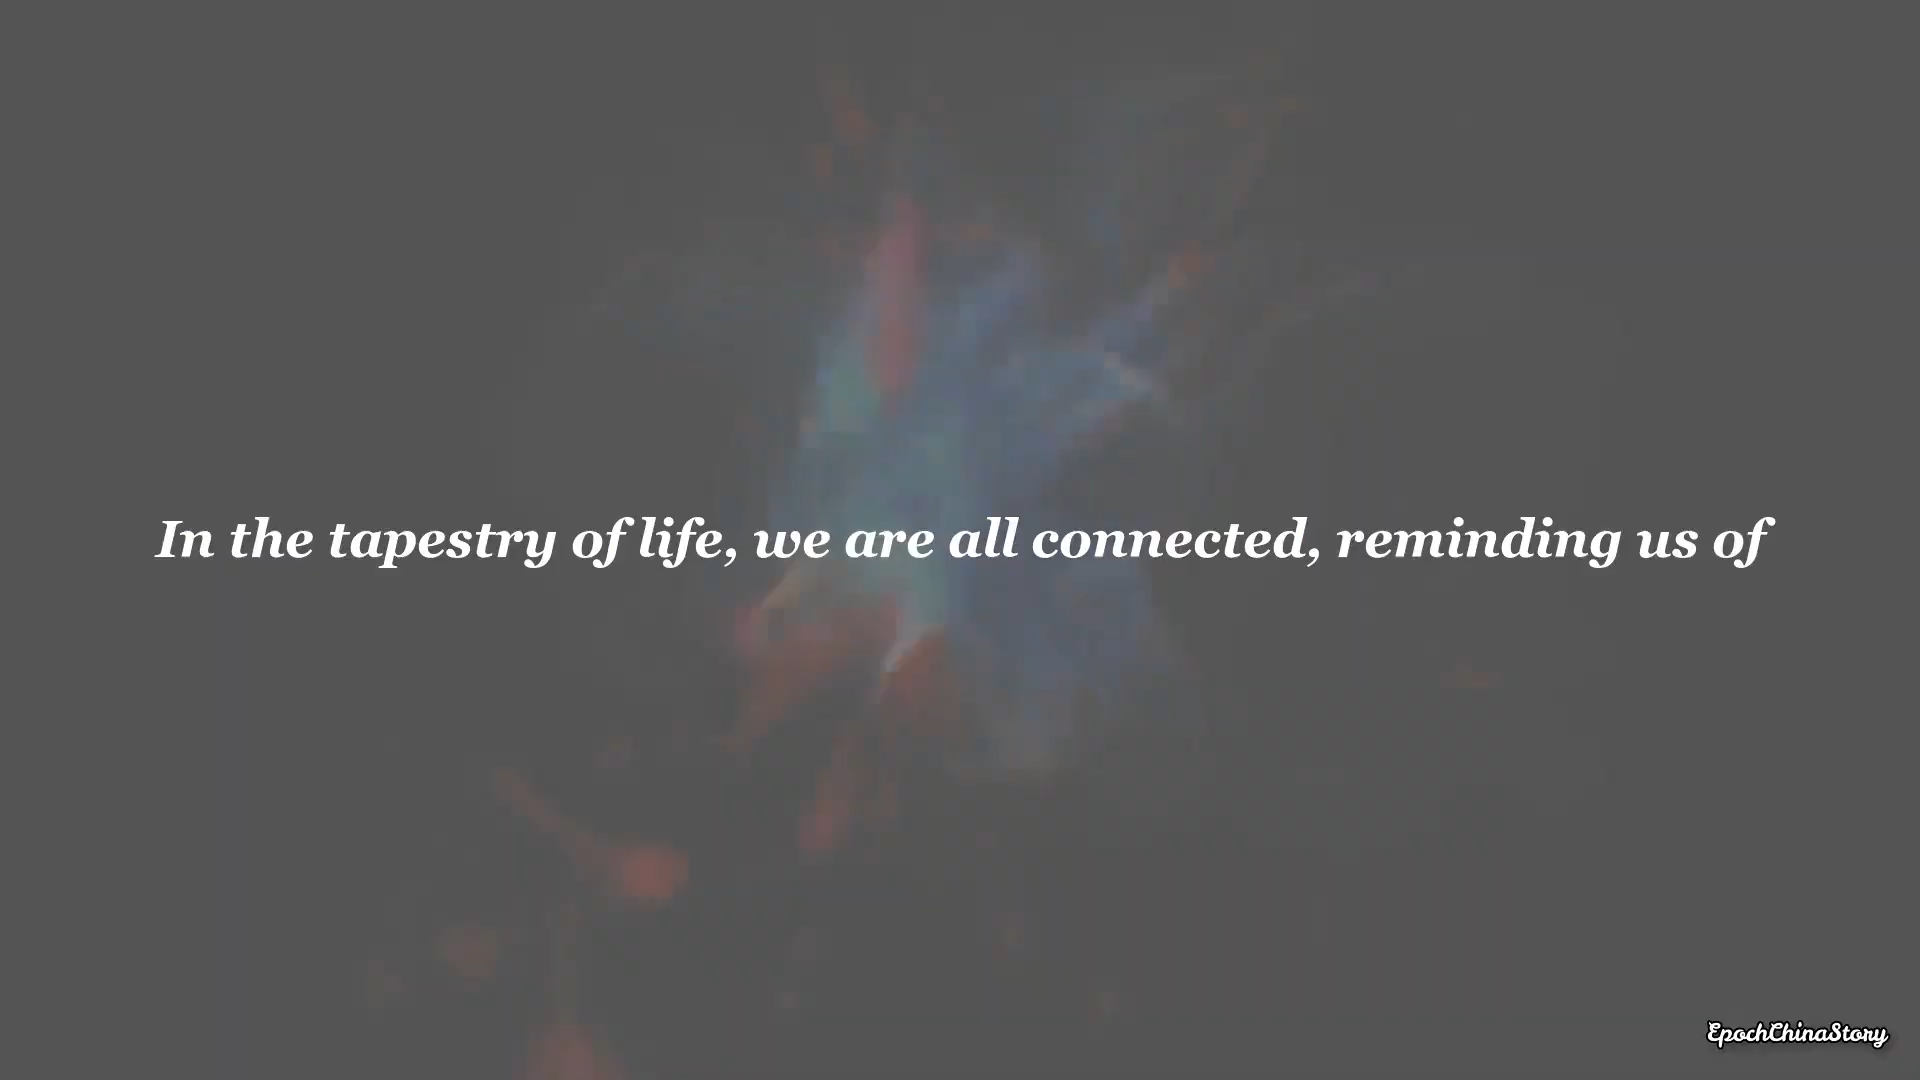 In the tapestry of life, we are all connected, reminding us of
EpochChinaStory